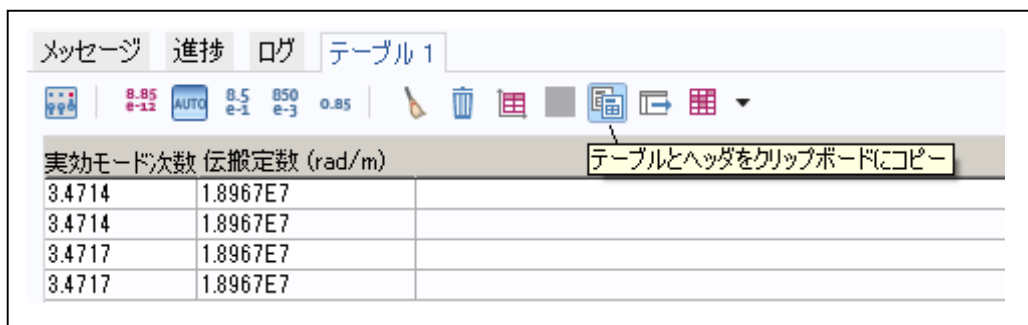 メッセージ 進捗 ログ テーブル 1
8.85 e-12 AUTO 8.5 e-1 850 e-3 0.85
実効モード次数 伝搬定数 (rad/m)
テーブルとヘッダをクリップボードにコピー
3.4714 1.8967E7
3.4714 1.8967E7
3.4717 1.8967E7
3.4717 1.8967E7